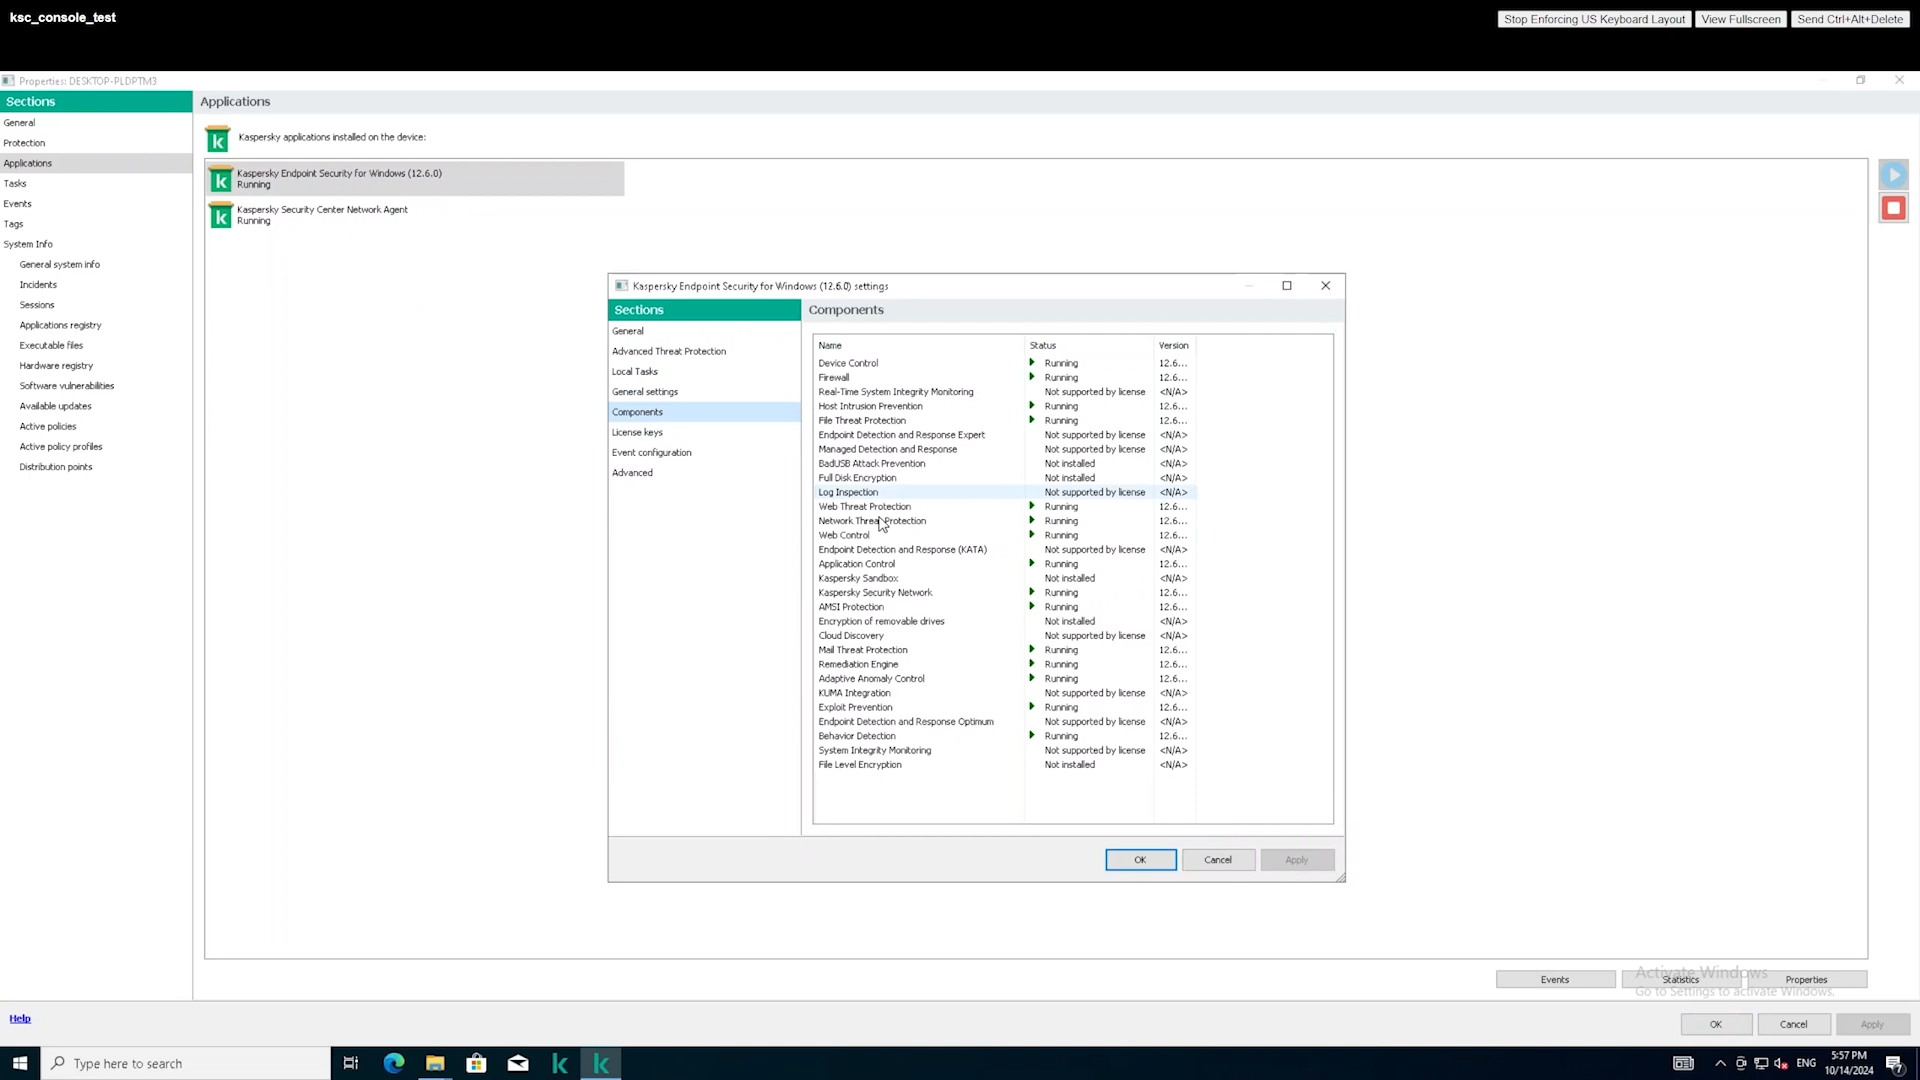 ksc_console_test
Stop Enforcing US Keyboard Layout
View Fullscreen
Send Ctrl+Alt+Delete
Properties: DESKTOP-PLDPTM3
Sections
General
Protection
Applications
Tasks
Events
Tags
System Info
General system info
Incidents
Sessions
Applications registry
Executable files
Hardware registry
Software vulnerabilities
Available updates
Active policies
Active policy profiles
Distribution points
Applications
Kaspersky applications installed on the device:
Kaspersky Endpoint Security for Windows (12.6.0)
Running
Kaspersky Security Center Network Agent
Running
Kaspersky Endpoint Security for Windows (12.6.0) settings
Sections
General
Advanced Threat Protection
Local Tasks
General settings
Components
License keys
Event configuration
Advanced
Components
Name Status Version
Device Control Running 12.6...
Firewall Running 12.6...
Real-Time System Integrity Monitoring Not supported by license <N/A>
Host Intrusion Prevention Running 12.6...
File Threat Protection Running 12.6...
Endpoint Detection and Response Expert Not supported by license <N/A>
Managed Detection and Response Not supported by license <N/A>
BadUSB Attack Prevention Not installed <N/A>
Full Disk Encryption Not installed <N/A>
Log Inspection Not supported by license <N/A>
Web Threat Protection Running 12.6...
Network Threat Protection Running 12.6...
Web Control Running 12.6...
Endpoint Detection and Response (KATA) Not supported by license <N/A>
Application Control Running 12.6...
Kaspersky Sandbox Not installed <N/A>
Kaspersky Security Network Running 12.6...
AMSI Protection Running 12.6...
Encryption of removable drives Not installed <N/A>
Cloud Discovery Not supported by license <N/A>
Mail Threat Protection Running 12.6...
Remediation Engine Running 12.6...
Adaptive Anomaly Control Running 12.6...
KUMA Integration Not supported by license <N/A>
Exploit Prevention Running 12.6...
Endpoint Detection and Response Optimum Not supported by license <N/A>
Behavior Detection Running 12.6...
System Integrity Monitoring Not supported by license <N/A>
File Level Encryption Not installed <N/A>
OK Cancel Apply
Activate Windows
Go to Settings to activate Windows.
Events Statistics Properties
Help
OK Cancel Apply
Type here to search
ENG
5:57 PM
10/14/2024
7